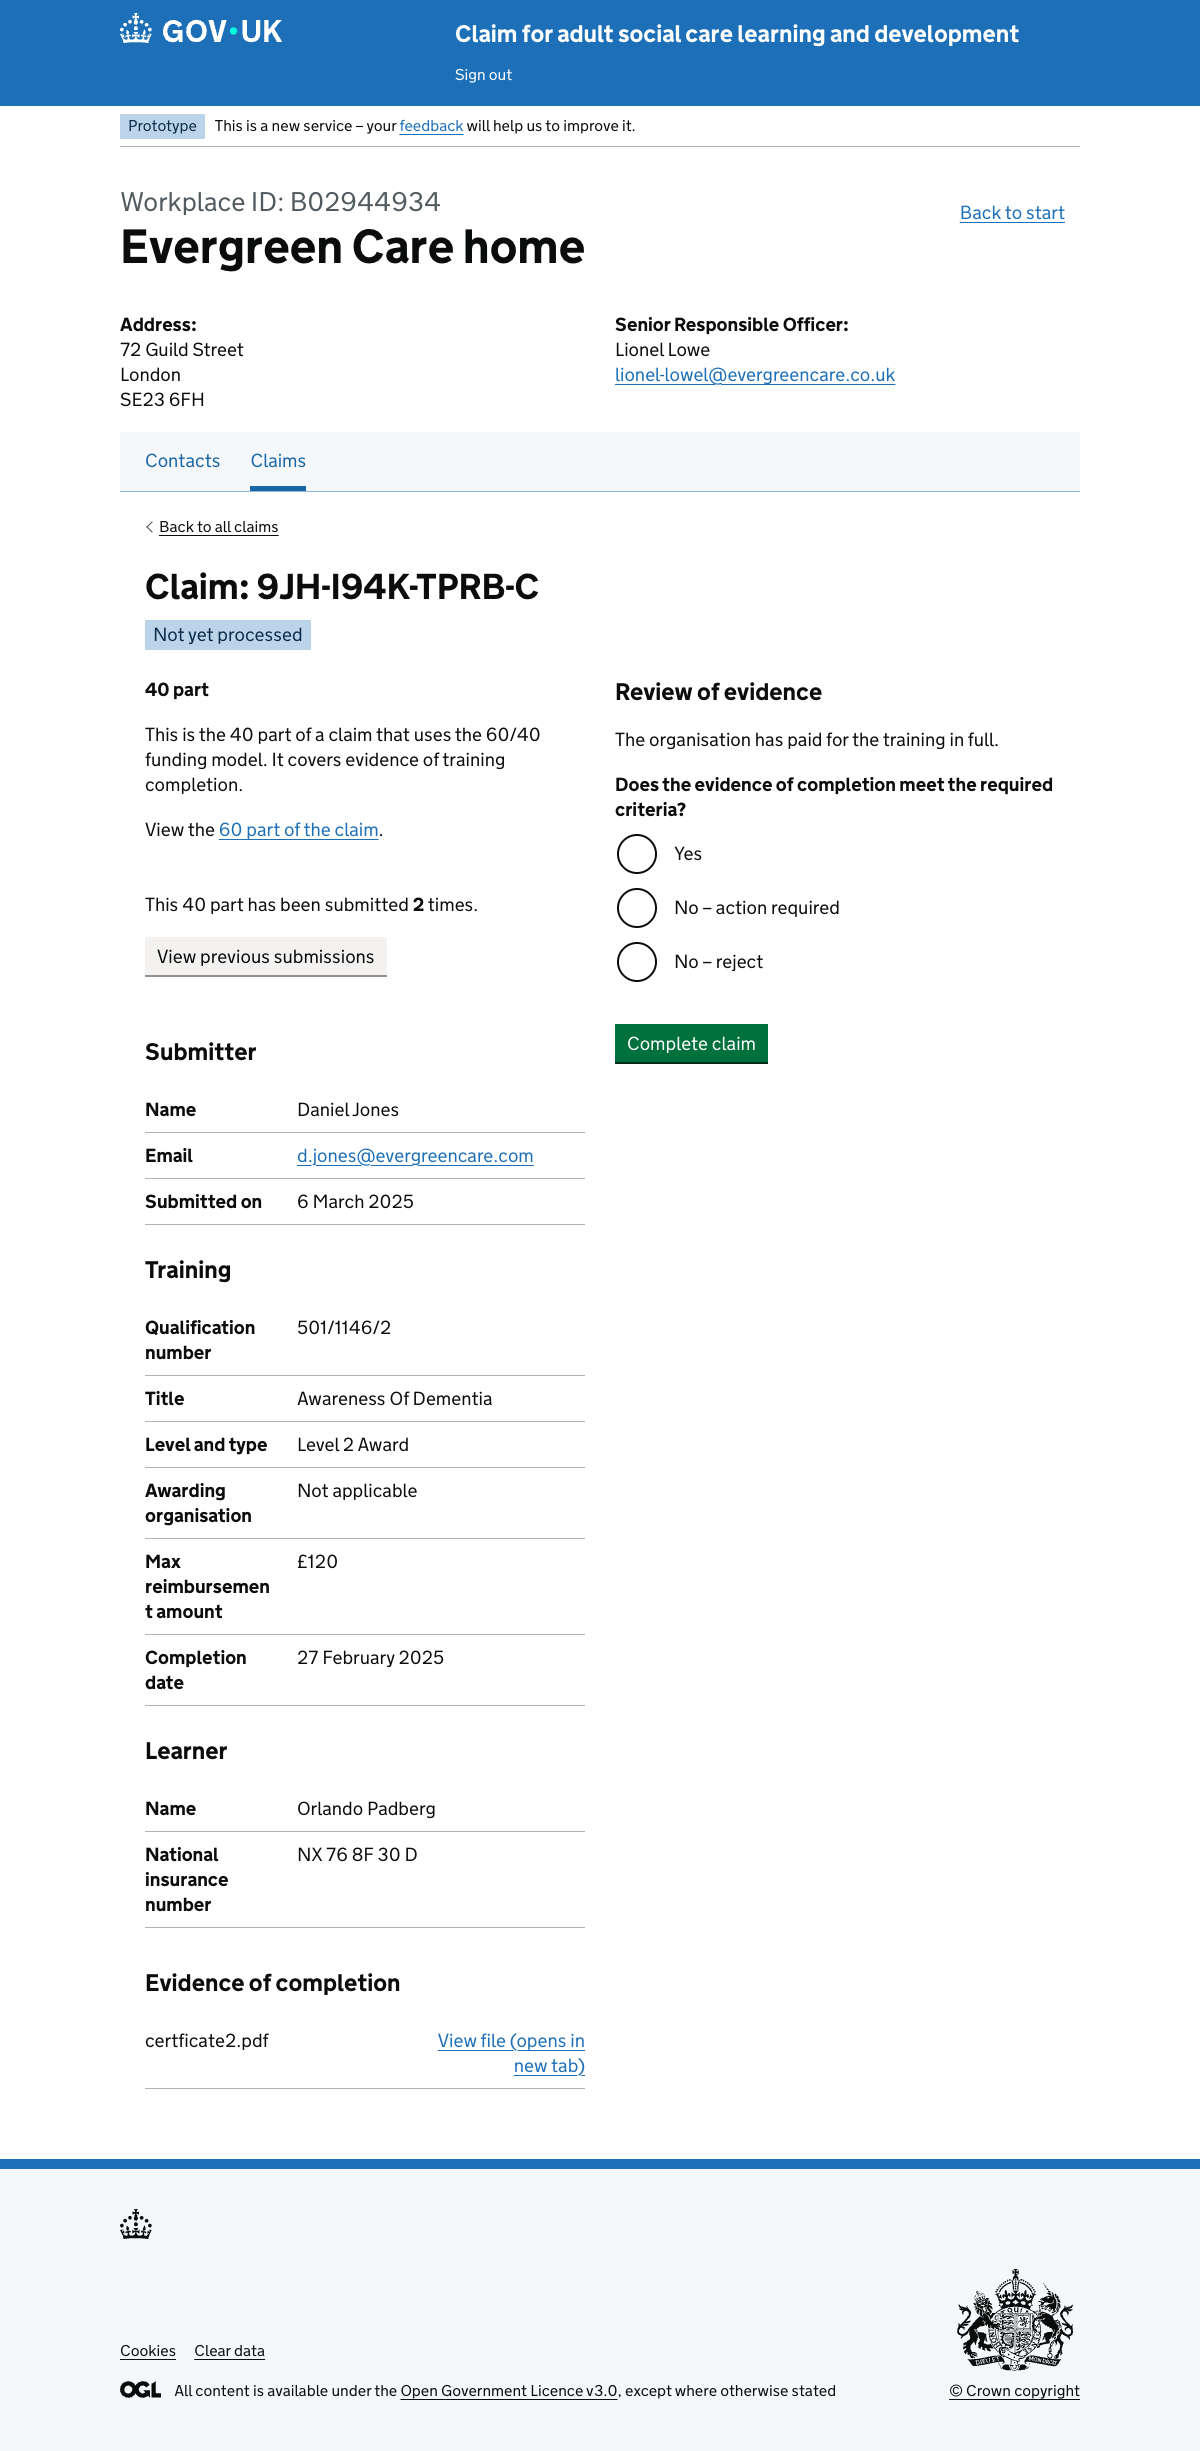 GOV·UK
Claim for adult social care learning and development
Sign out
Prototype This is a new service – your feedback will help us to improve it.
Workplace ID: B02944934
Evergreen Care home
Back to start
Address:
72 Guild Street
London
SE23 6FH
Senior Responsible Officer:
Lionel Lowe
lionel-lowel@evergreencare.co.uk
Contacts Claims
Back to all claims
Claim: 9JH-I94K-TPRB-C
Not yet processed
40 part
This is the 40 part of a claim that uses the 60/40
funding model. It covers evidence of training
completion.
View the 60 part of the claim.
This 40 part has been submitted 2 times.
View previous submissions
Review of evidence
The organisation has paid for the training in full.
Does the evidence of completion meet the required
criteria?
Yes
No – action required
No – reject
Complete claim
Submitter
Name Daniel Jones
Email d.jones@evergreencare.com
Submitted on 6 March 2025
Training
Qualification 501/1146/2
number
Title Awareness Of Dementia
Level and type Level 2 Award
Awarding Not applicable
organisation
Max £120
reimbursemen
t amount
Completion 27 February 2025
date
Learner
Name Orlando Padberg
National NX 76 8F 30 D
insurance
number
Evidence of completion
certficate2.pdf View file (opens in
new tab)
Cookies Clear data
OGL All content is available under the Open Government Licence v3.0, except where otherwise stated
© Crown copyright